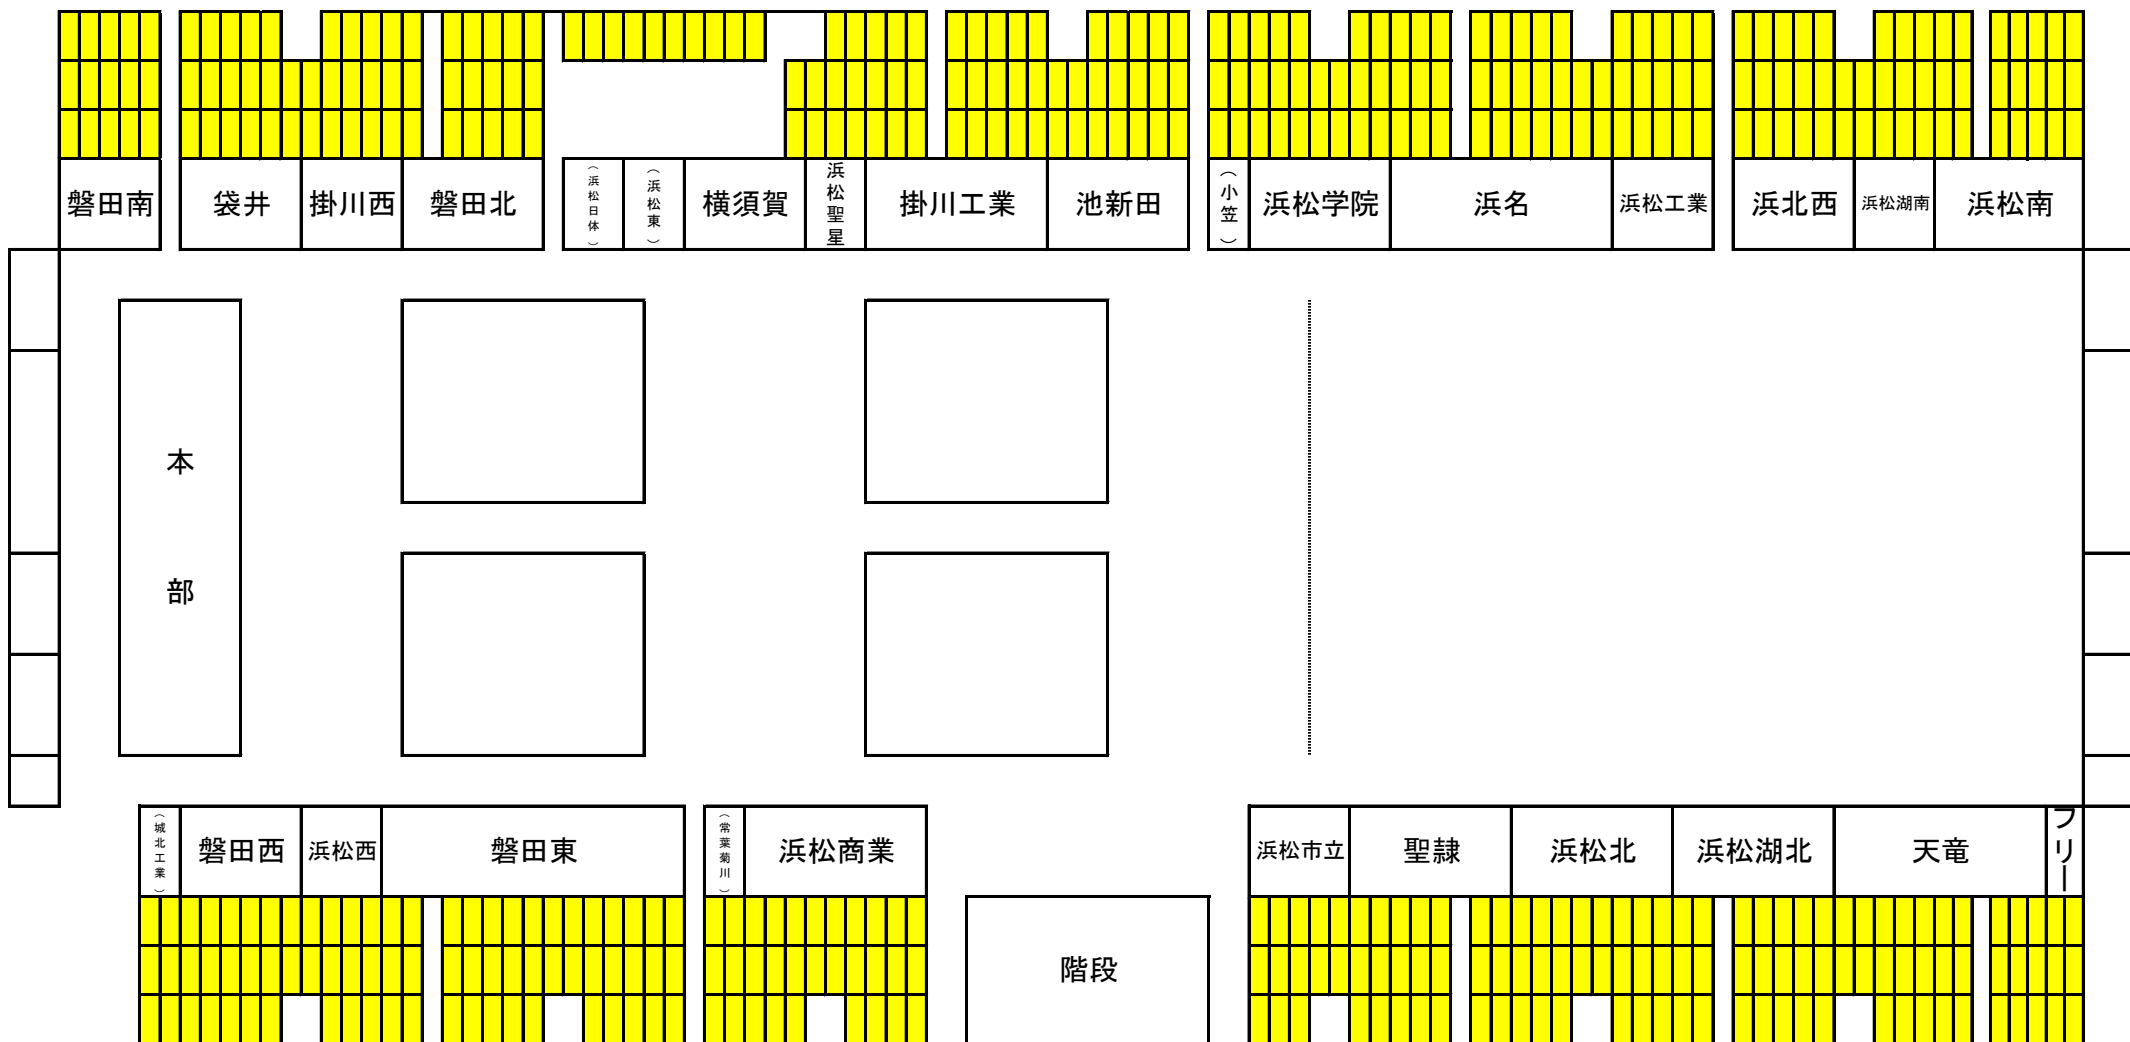 磐田南
袋井
掛川西
磐田北
（浜松日体）
（浜松東）
横須賀
浜松聖星
掛川工業
池新田
（小笠）
浜松学院
浜名
浜松工業
浜北西
浜松湖南
浜松南
本部
（城北工業）
磐田西
浜松西
磐田東
（常葉菊川）
浜松商業
浜松市立
聖隷
浜松北
浜松湖北
天竜
フリー
階段